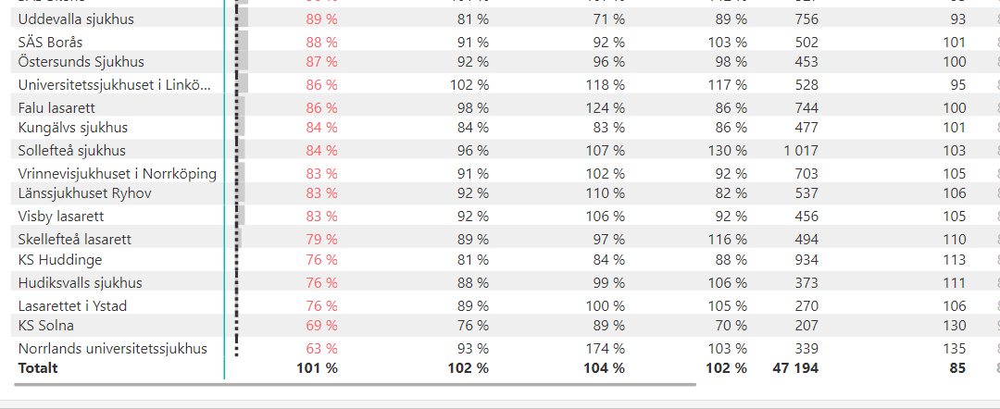 Uddevalla sjukhus 89 % 81 % 71 % 89 % 756 93
SÄS Borås 88 % 91 % 92 % 103 % 502 101
Östersunds Sjukhus 87 % 92 % 96 % 98 % 453 100
Universitetssjukhuset i Linkö... 86 % 102 % 118 % 117 % 528 95
Falu lasarett 86 % 98 % 124 % 86 % 744 100
Kungälvs sjukhus 84 % 84 % 83 % 86 % 477 101
Sollefteå sjukhus 84 % 96 % 107 % 130 % 1 017 103
Vrinnevisjukhuset i Norrköping 83 % 91 % 102 % 92 % 703 105
Länssjukhuset Ryhov 83 % 92 % 110 % 82 % 537 106
Visby lasarett 83 % 92 % 106 % 92 % 456 105
Skellefteå lasarett 79 % 89 % 97 % 116 % 494 110
KS Huddinge 76 % 81 % 84 % 88 % 934 113
Hudiksvalls sjukhus 76 % 88 % 99 % 106 % 373 111
Lasarettet i Ystad 76 % 89 % 100 % 105 % 270 106
KS Solna 69 % 76 % 89 % 70 % 207 130
Norrlands universitetssjukhus 63 % 93 % 174 % 103 % 339 135
Totalt 101 % 102 % 104 % 102 % 47 194 85